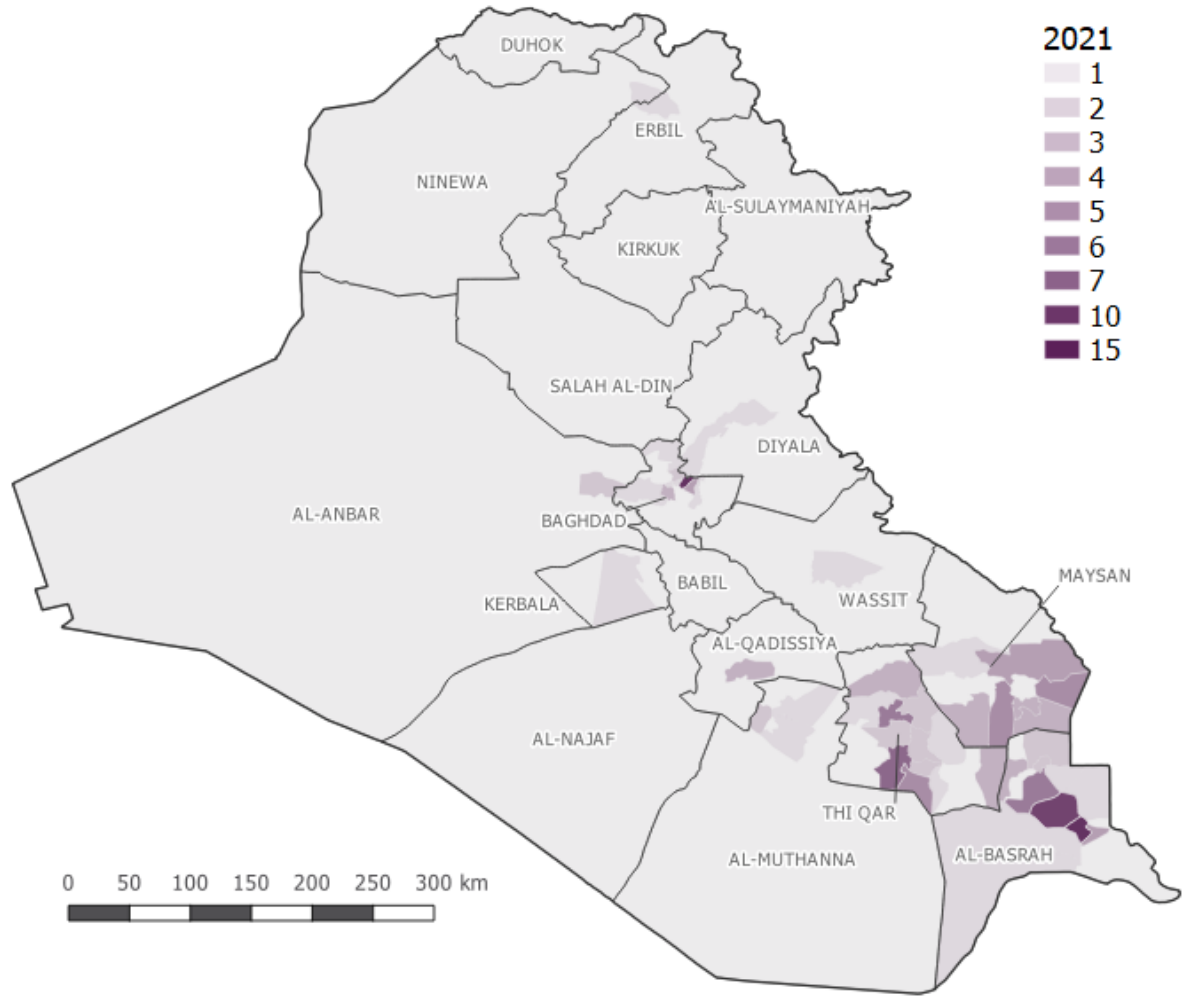 2021
1
2
3
4
5
6
7
10
15
DUHOK
ERBIL
NINEWA
AL-SULAYMANIYAH
KIRKUK
SALAH AL-DIN
DIYALA
AL-ANBAR
BAGHDAD
MAYSAN
BABIL
KERBALA
WASSIT
AL-QADISSIYA
AL-NAJAF
THI QAR
AL-MUTHANNA
AL-BASRAH
0 50 100 150 200 250 300 km